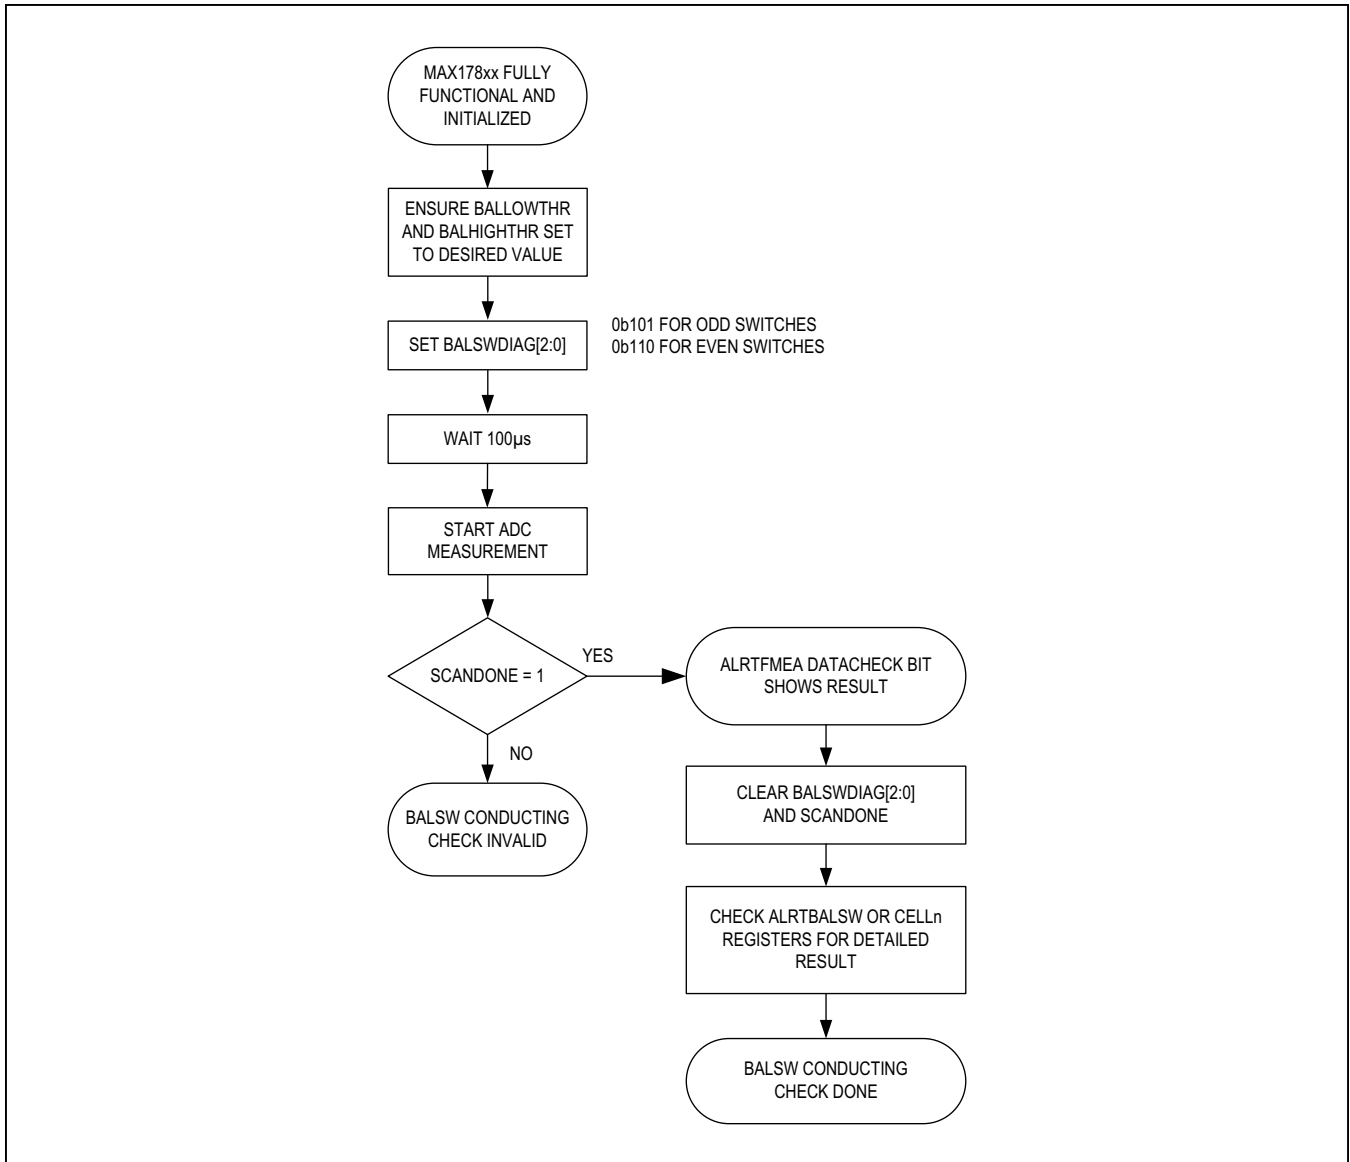 MAX178xx FULLY
FUNCTIONAL AND
INITIALIZED
ENSURE BALLOWTHR
AND BALHIGHTHR SET
TO DESIRED VALUE
SET BALSWDIAG[2:0]
0b101 FOR ODD SWITCHES
0b110 FOR EVEN SWITCHES
WAIT 100µs
START ADC
MEASUREMENT
SCANDONE = 1
YES
NO
BALSW CONDUCTING
CHECK INVALID
ALRTFMEA DATACHECK BIT
SHOWS RESULT
CLEAR BALSWDIAG[2:0]
AND SCANDONE
CHECK ALRTBALSW OR CELLn
REGISTERS FOR DETAILED
RESULT
BALSW CONDUCTING
CHECK DONE